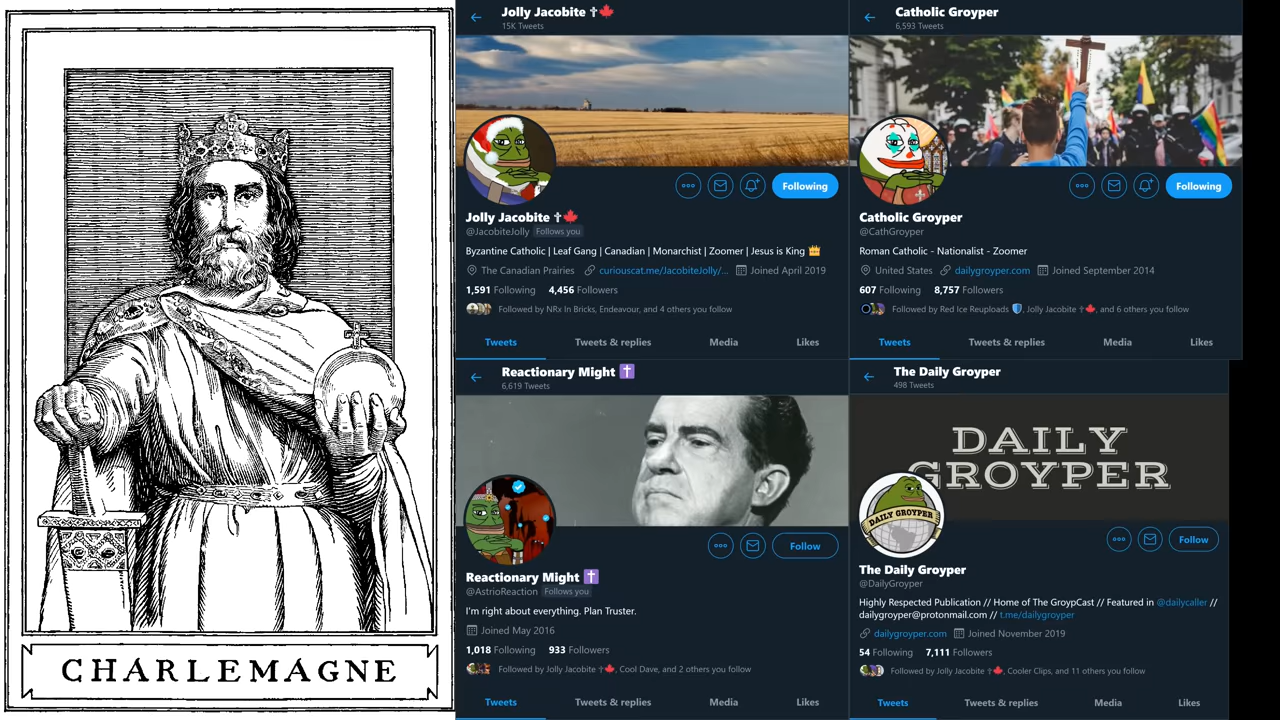 CHARLEMAGNE
Jolly Jacobite ✝🍁
15K Tweets
Following
Jolly Jacobite ✝🍁
@JacobiteJolly Follows you
Byzantine Catholic | Leaf Gang | Canadian | Monarchist | Zoomer | Jesus is King 👑
The Canadian Prairies curiouscat.me/JacobiteJolly/... Joined April 2019
1,591 Following 4,456 Followers
Followed by NRx In Bricks, Endeavour, and 4 others you follow
Tweets Tweets & replies Media Likes
Catholic Groyper
6,593 Tweets
Following
Catholic Groyper
@CathGroyper
Roman Catholic - Nationalist - Zoomer
United States dailygroyper.com Joined September 2014
607 Following 8,757 Followers
Followed by Red Ice Reuploads 🛡, Jolly Jacobite ✝🍁, and 6 others you follow
Tweets Tweets & replies Media Likes
Reactionary Might ✝️
6,619 Tweets
Follow
Reactionary Might ✝️
@AstrioReaction Follows you
I'm right about everything. Plan Truster.
Joined May 2016
1,018 Following 933 Followers
Followed by Jolly Jacobite ✝🍁, Cool Dave, and 2 others you follow
Tweets Tweets & replies Media Likes
The Daily Groyper
498 Tweets
DAILY
GROYPER
DAILY GROYPER
Follow
The Daily Groyper
@DailyGroyper
Highly Respected Publication // Home of The GroypCast // Featured in @dailycaller //
dailygroyper@protonmail.com // t.me/dailygroyper
dailygroyper.com Joined November 2019
54 Following 7,111 Followers
Followed by Jolly Jacobite ✝🍁, Cooler Clips, and 11 others you follow
Tweets Tweets & replies Media Likes